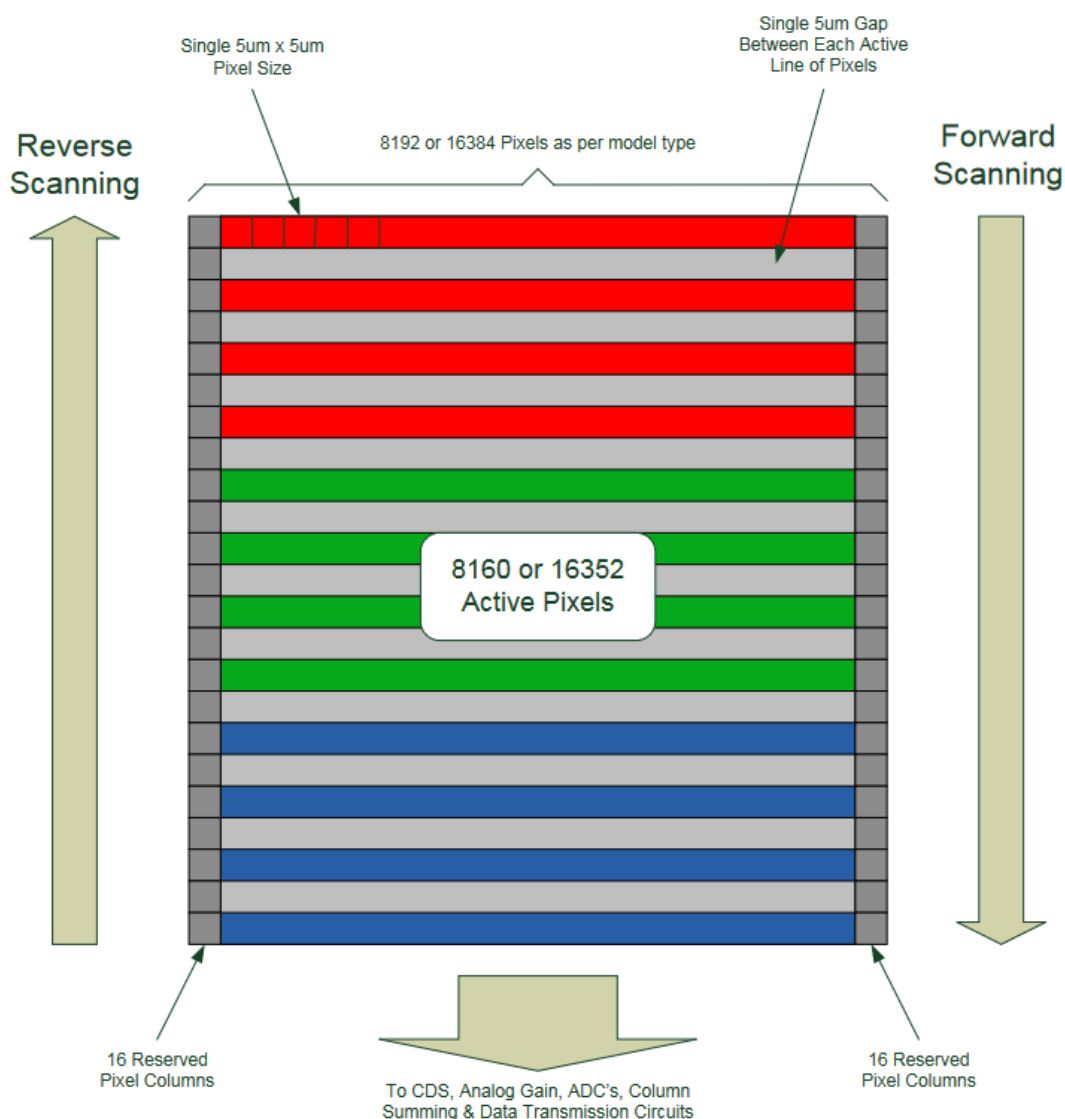 Single 5um x 5um
Pixel Size
Single 5um Gap
Between Each Active
Line of Pixels
Reverse
Scanning
8192 or 16384 Pixels as per model type
Forward
Scanning
8160 or 16352
Active Pixels
16 Reserved
Pixel Columns
To CDS, Analog Gain, ADC's, Column
Summing & Data Transmission Circuits
16 Reserved
Pixel Columns